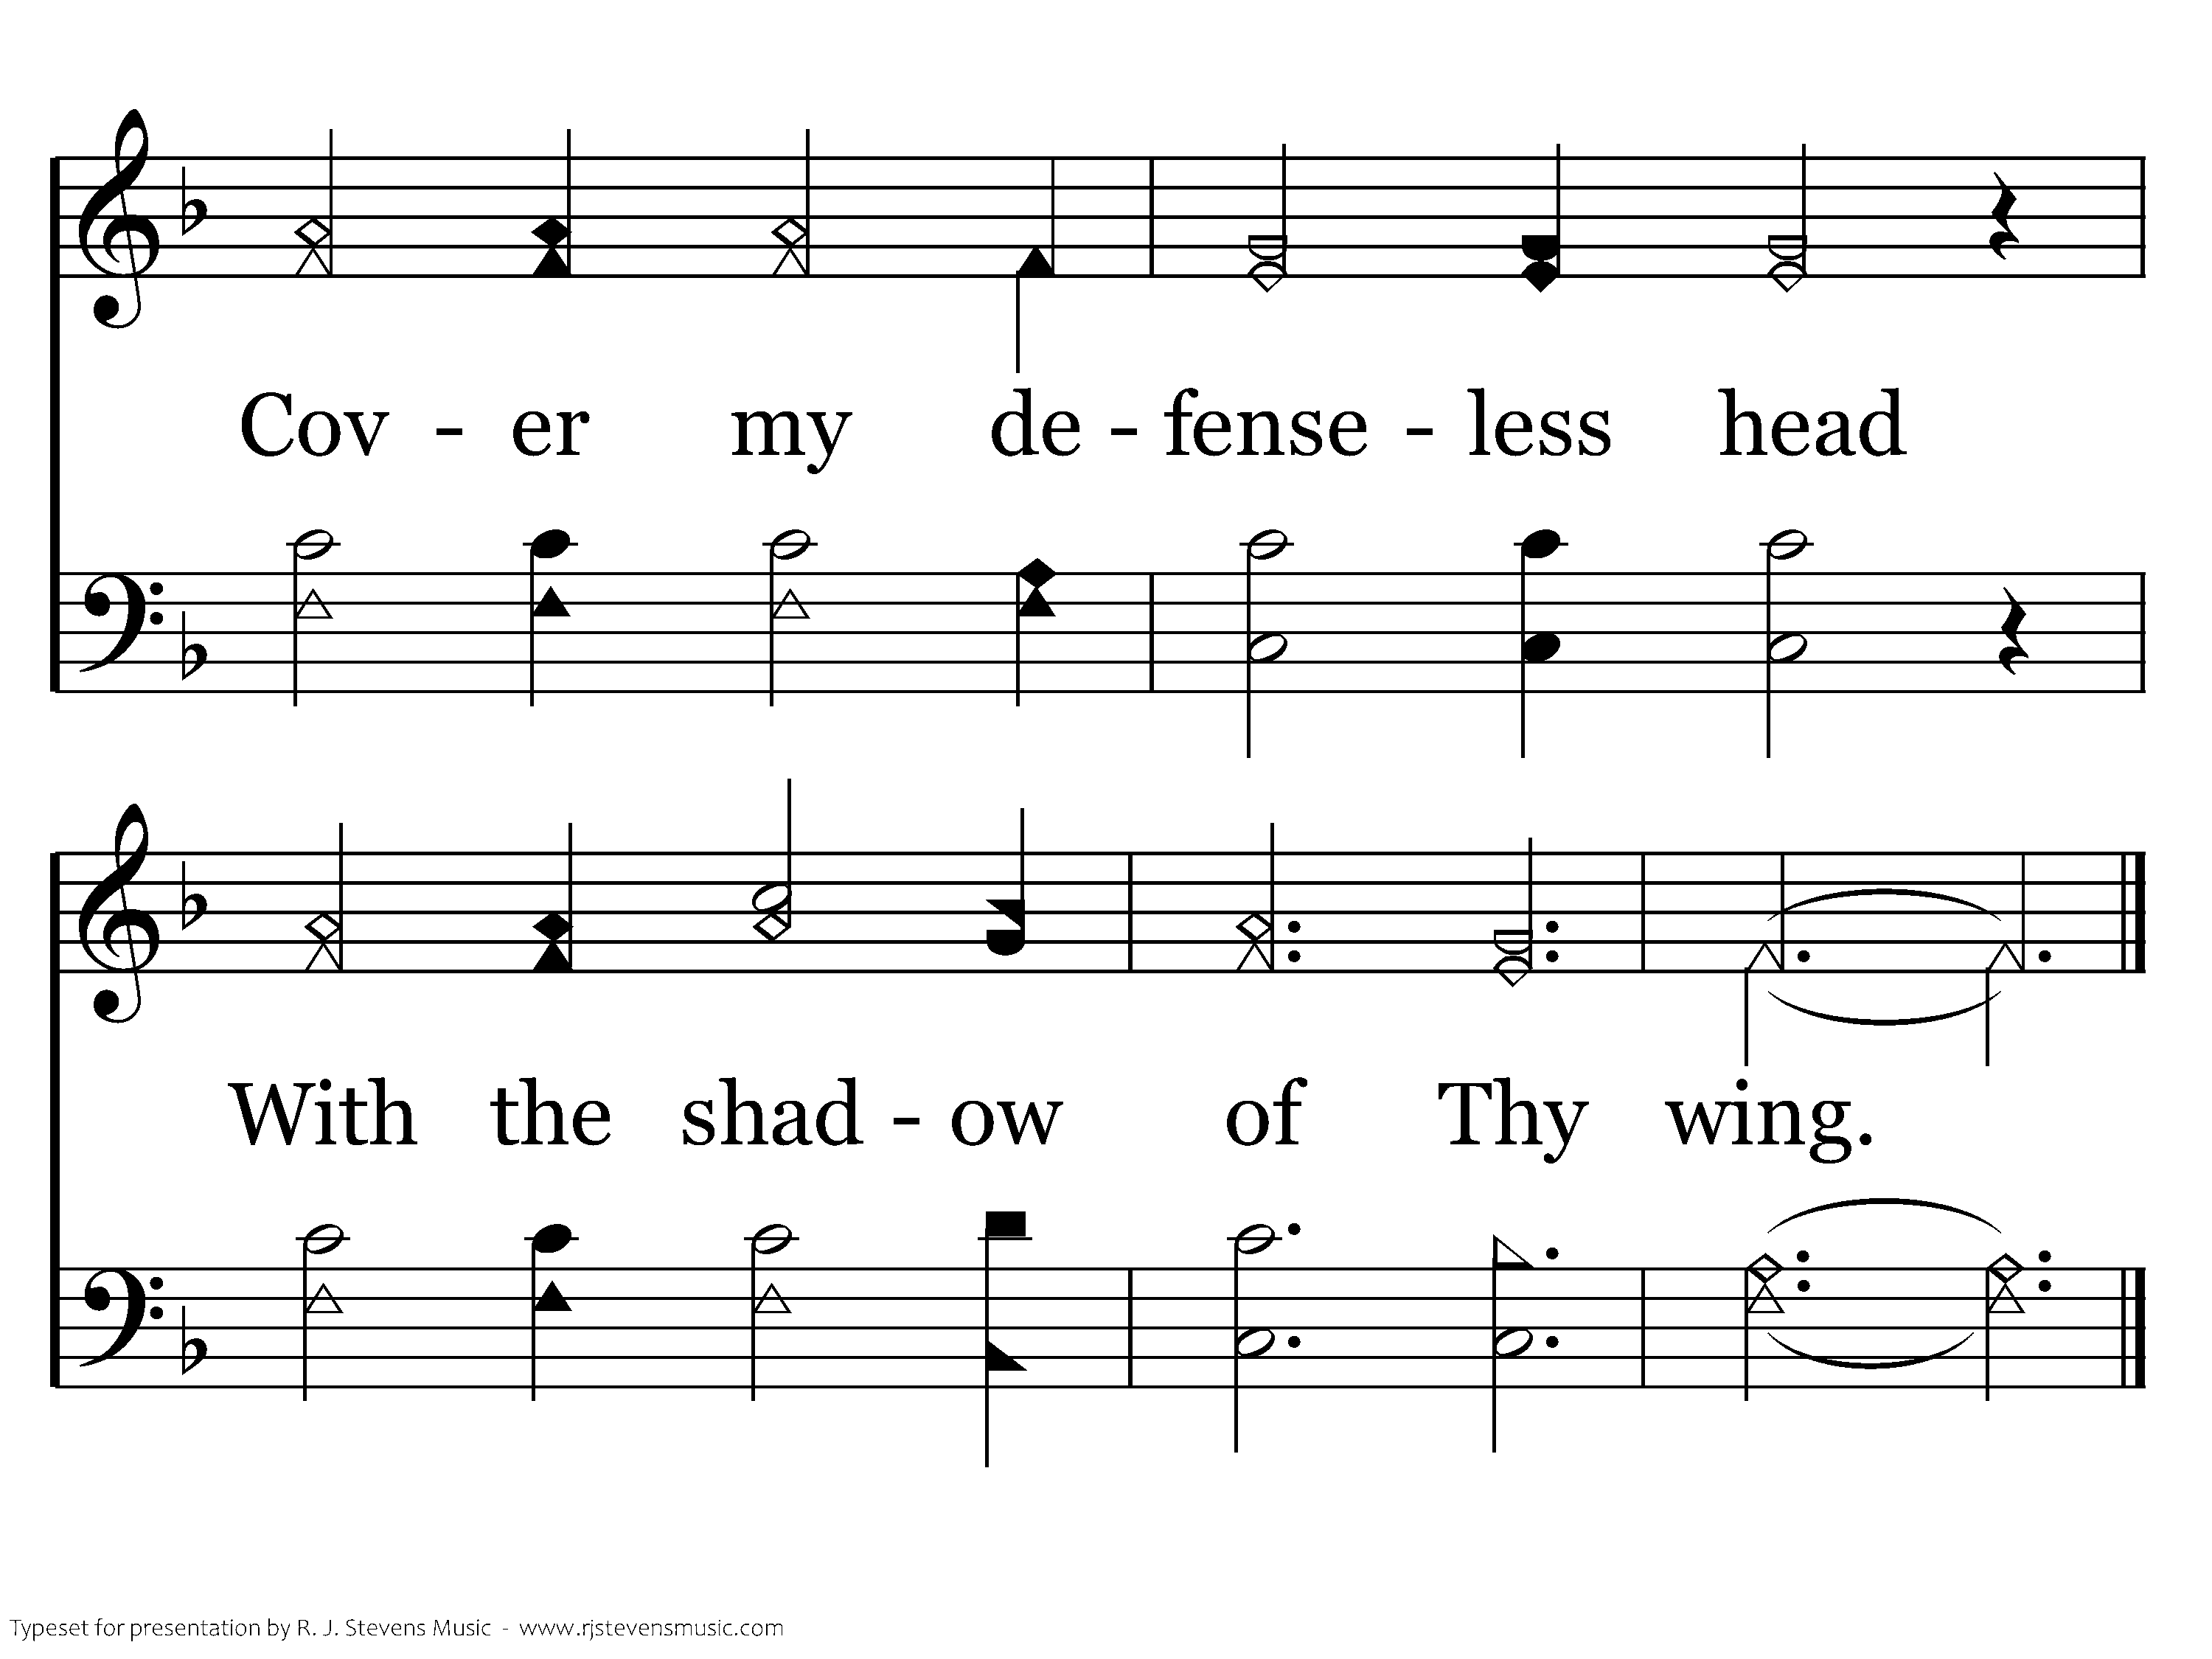 Cov - er my de - fense - less head
With the shad - ow of Thy wing.
Typeset for presentation by R. J. Stevens Music - www.rjstevensmusic.com